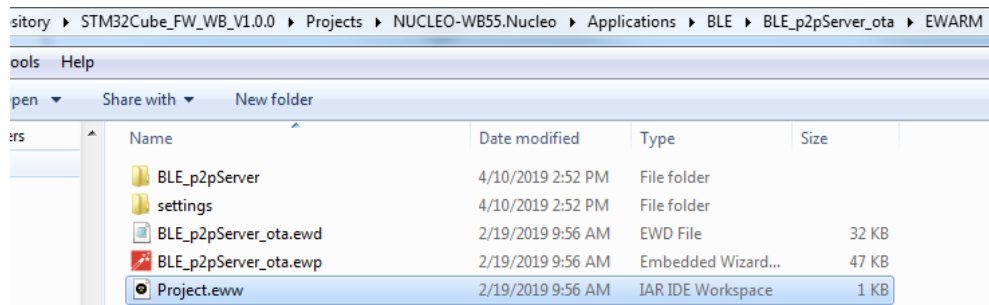 sitory ▸ STM32Cube_FW_WB_V1.0.0 ▸ Projects ▸ NUCLEO-WB55.Nucleo ▸ Applications ▸ BLE ▸ BLE_p2pServer_ota ▸ EWARM
ools Help
pen Share with New folder
ers Name Date modified Type Size
BLE_p2pServer 4/10/2019 2:52 PM File folder
settings 4/10/2019 2:52 PM File folder
BLE_p2pServer_ota.ewd 2/19/2019 9:56 AM EWD File 32 KB
BLE_p2pServer_ota.ewp 2/19/2019 9:56 AM Embedded Wizard... 47 KB
Project.eww 2/19/2019 9:56 AM IAR IDE Workspace 1 KB